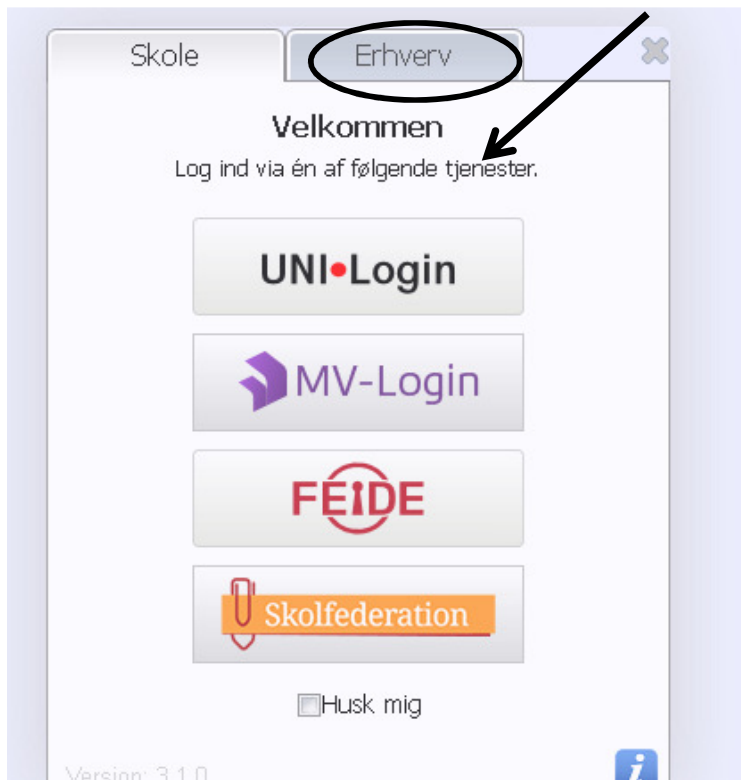 Skole
Erhverv
Velkommen
Log ind via én af følgende tjenester.
UNI•Login
MV-Login
FEIDE
Skolfederation
Husk mig
Version: 3.1.0
i